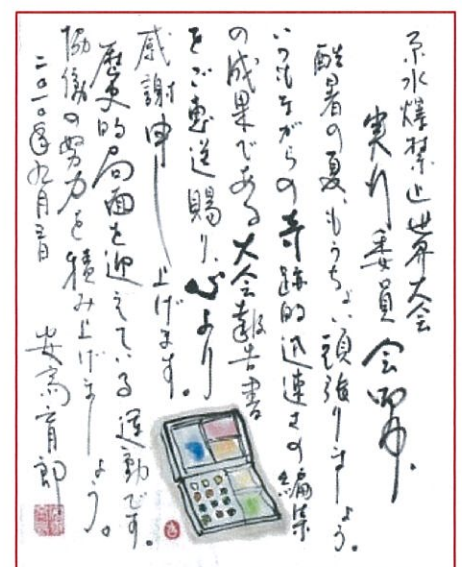 原水爆禁止世界大会
実行委員会御中
酷暑の夏、もうちょい頑張りましょう。
いつもながらの奇跡的迅速さの編集
の成果である大会報告書
をご恵送賜り、心より
感謝申し上げます。
歴史的局面を迎えている運動です。
協働の努力を積み上げましょう。
二〇一〇年九月
安斎育郎